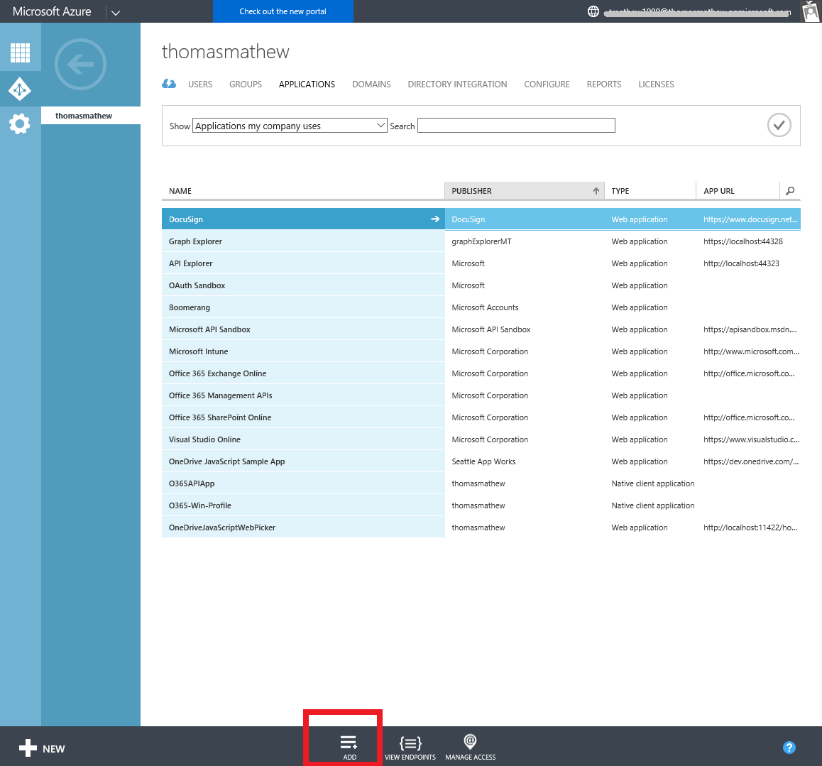 Microsoft Azure
Check out the new portal
thomasmathew
thomasmathew
USERS GROUPS APPLICATIONS DOMAINS DIRECTORY INTEGRATION CONFIGURE REPORTS LICENSES
Show Applications my company uses Search
NAME PUBLISHER TYPE APP URL
DocuSign DocuSign Web application https://www.docusign.net...
Graph Explorer graphExplorerMT Web application https://localhost:44328
API Explorer Microsoft Web application http://localhost:44323
OAuth Sandbox Microsoft Web application
Boomerang Microsoft Accounts Web application
Microsoft API Sandbox Microsoft API Sandbox Web application https://apisandbox.msdn....
Microsoft Intune Microsoft Corporation Web application http://www.microsoft.com...
Office 365 Exchange Online Microsoft Corporation Web application http://office.microsoft.co...
Office 365 Management APIs Microsoft Corporation Web application
Office 365 SharePoint Online Microsoft Corporation Web application http://office.microsoft.co...
Visual Studio Online Microsoft Corporation Web application https://www.visualstudio.c...
OneDrive JavaScript Sample App Seattle App Works Web application https://dev.onedrive.com/...
O365APIApp thomasmathew Native client application
O365-Win-Profile thomasmathew Native client application
OneDriveJavaScriptWebPicker thomasmathew Web application http://localhost:11422/ho...
NEW ADD VIEW ENDPOINTS MANAGE ACCESS ?